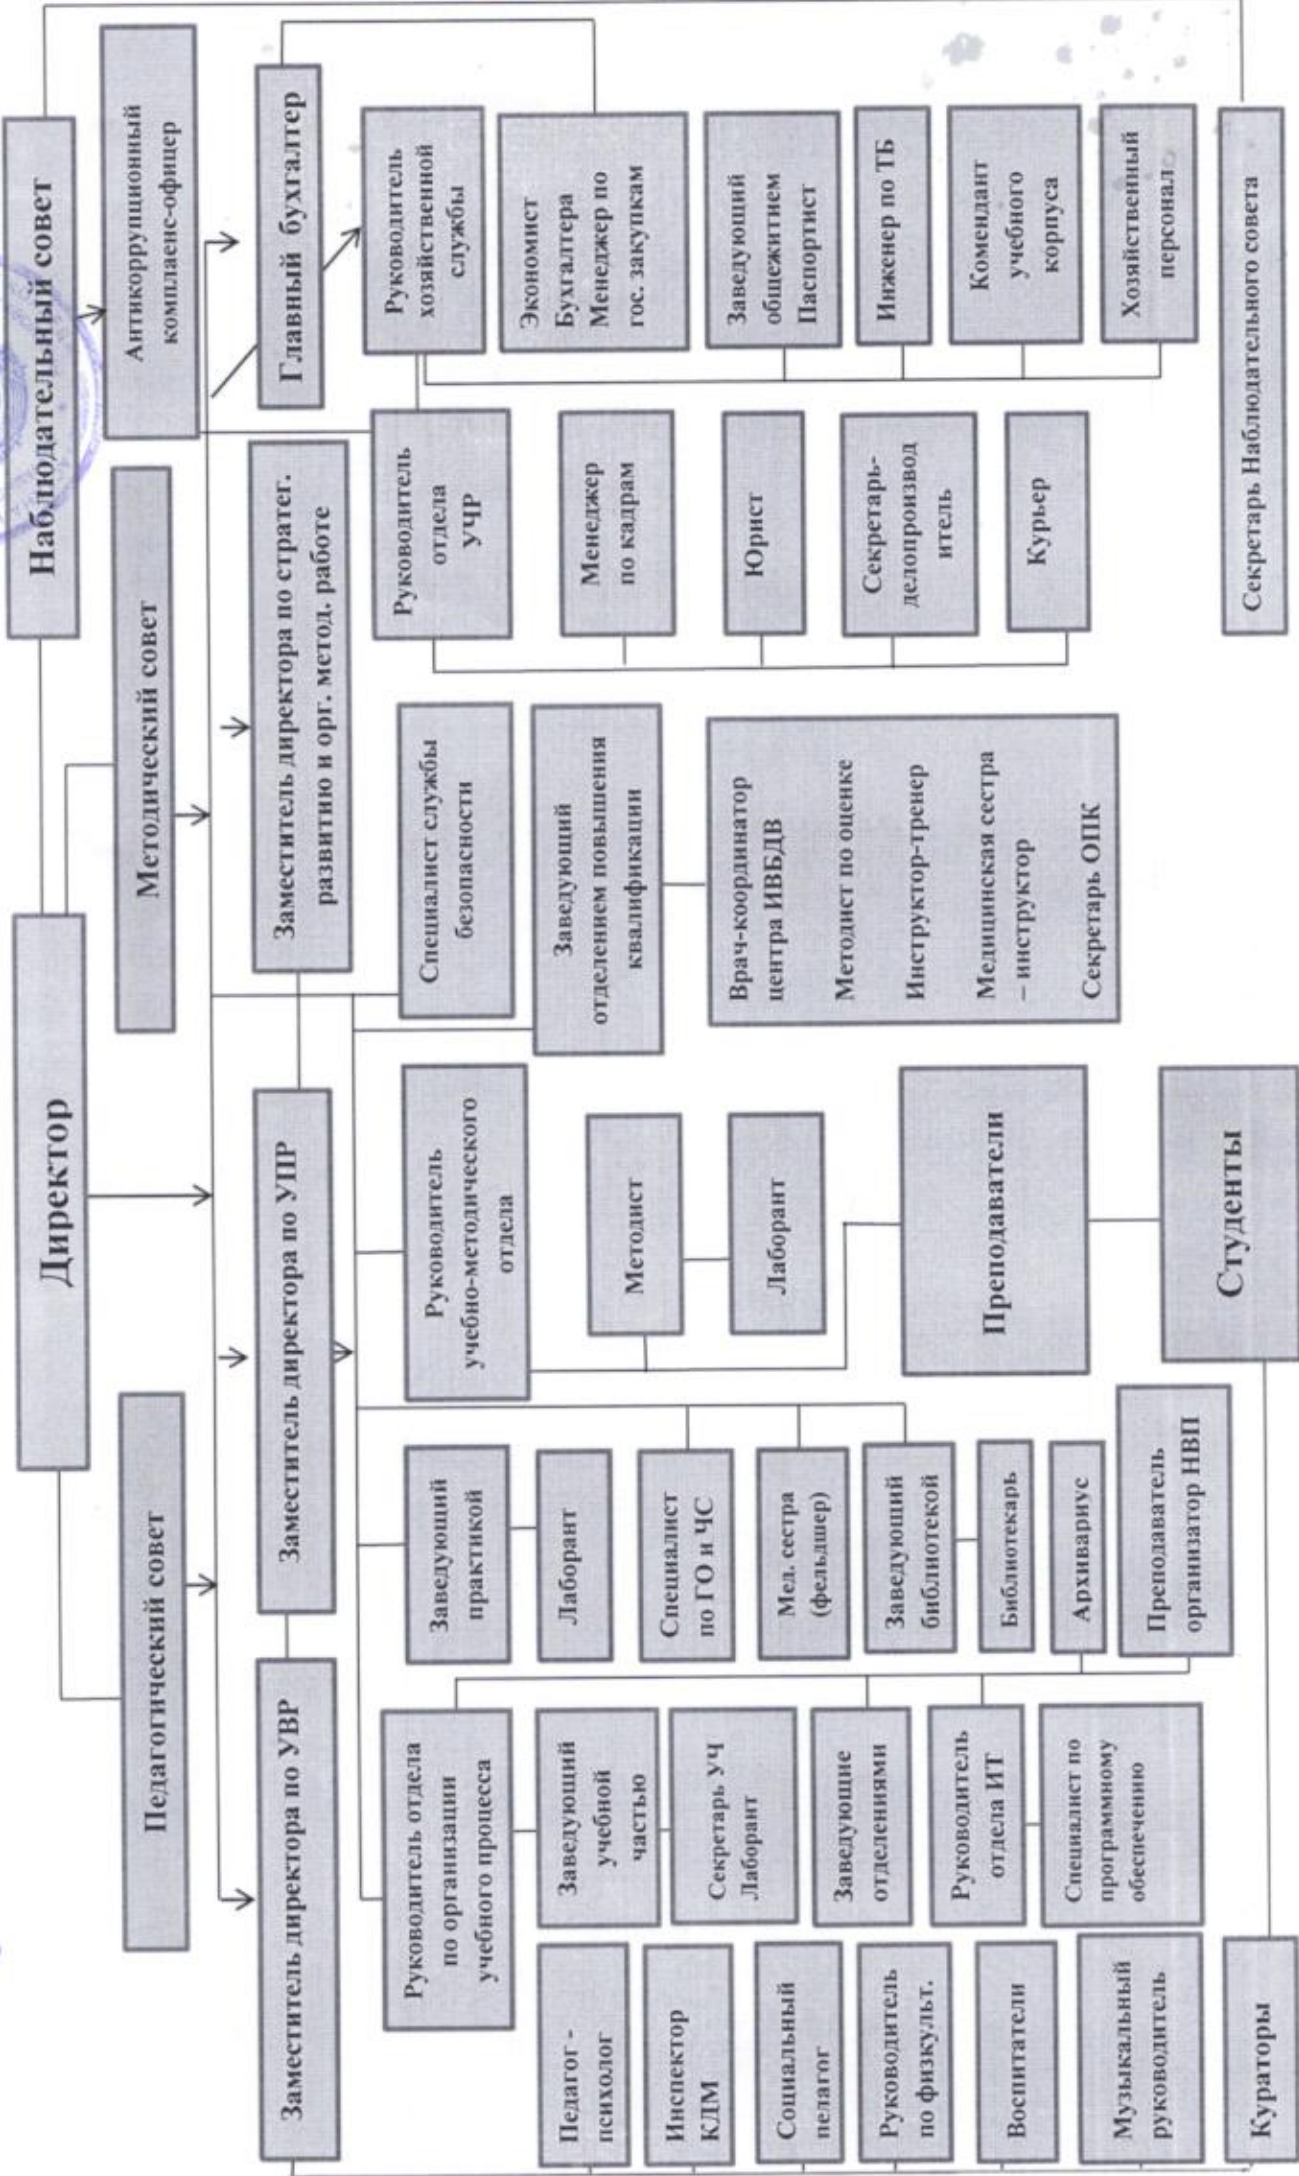 Директор
Наблюдательный совет
Педагогический совет
Методический совет
Антикоррупционный
комплаенс-офицер
Заместитель директора по УВР
Заместитель директора по УПР
Заместитель директора по стратег.
развитию и орг. метод. работе
Главный бухгалтер
Руководитель отдела
по организации
учебного процесса
Заведующий
практикой
Руководитель
учебно-методического
отдела
Специалист службы
безопасности
Руководитель
отдела
УЧР
Руководитель
хозяйственной
службы
Педагог -
психолог
Инспектор
КДМ
Социальный
пелагог
Руководитель
по физкульт.
Воспитатели
Музыкальный
руководитель
Кураторы
Заведующий
учебной
частью
Секретарь УЧ
Лаборант
Заведующие
отделениями
Руководитель
отдела ИТ
Специалист по
программному
обеспечению
Лаборант
Специалист
по ГО и ЧС
Мед. сестра
(фельдшер)
Заведующий
библиотекой
Библиотекарь
Архивариус
Преподаватель
организатор НВП
Методист
Лаборант
Преподаватели
Студенты
Заведующий
отделением повышения
квалификации
Врач-координатор
центра ИВБДВ
Методист по оценке
Инструктор-тренер
Медицинская сестра
– инструктор
Секретарь ОПК
Менеджер
по кадрам
Юрист
Секретарь-
делопроизвод
итель
Курьер
Экономист
Бухгалтера
Менеджер по
гос. закупкам
Заведующий
общежитием
Паспортист
Инженер по ТБ
Комендант
учебного
корпуса
Хозяйственный
персонал
Секретарь Наблюдательного совета